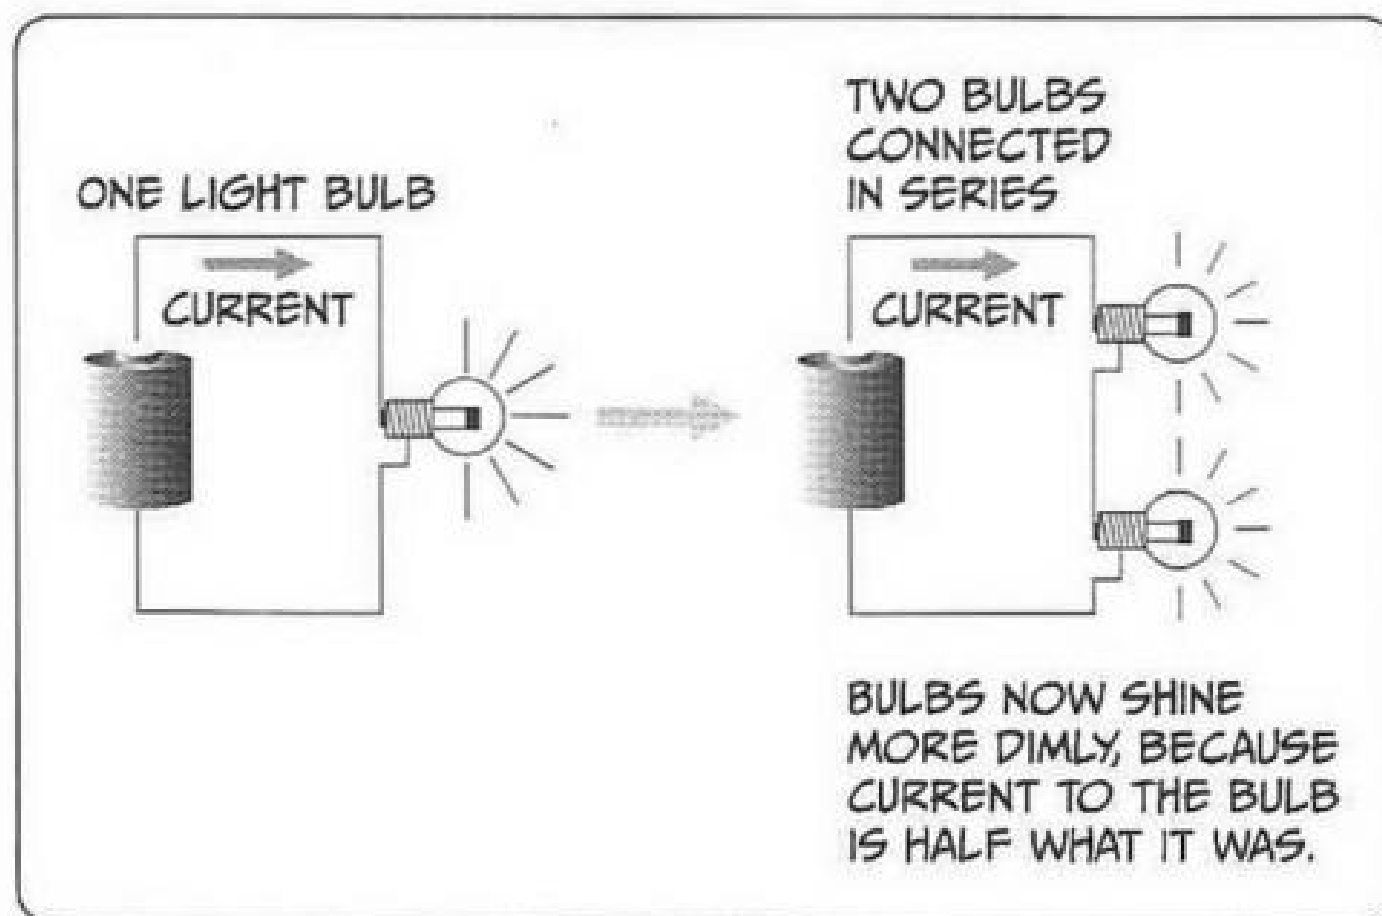 ONE LIGHT BULB
CURRENT
TWO BULBS
CONNECTED
IN SERIES
CURRENT
BULBS NOW SHINE
MORE DIMLY, BECAUSE
CURRENT TO THE BULB
IS HALF WHAT IT WAS.